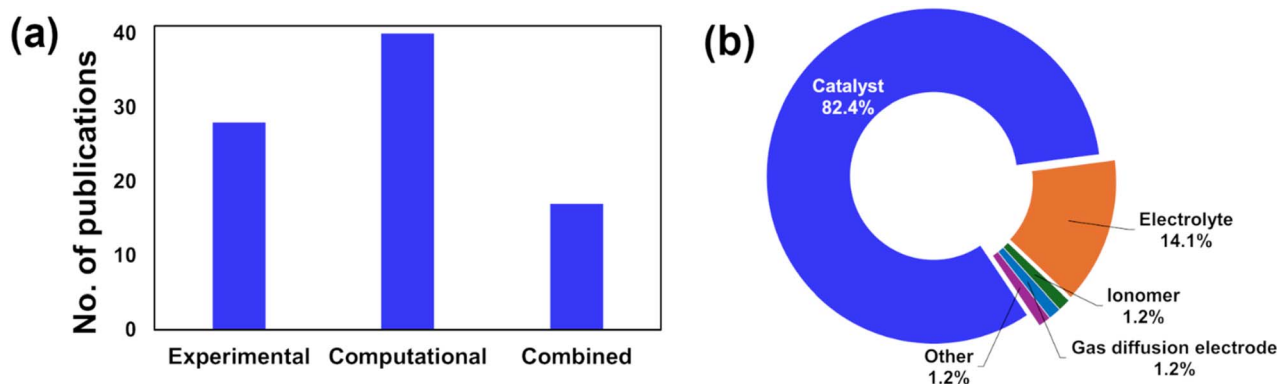 (a)
No. of publications
40
30
20
10
0
Experimental
Computational
Combined
(b)
Catalyst
82.4%
Electrolyte
14.1%
Ionomer
1.2%
Gas diffusion electrode
1.2%
Other
1.2%